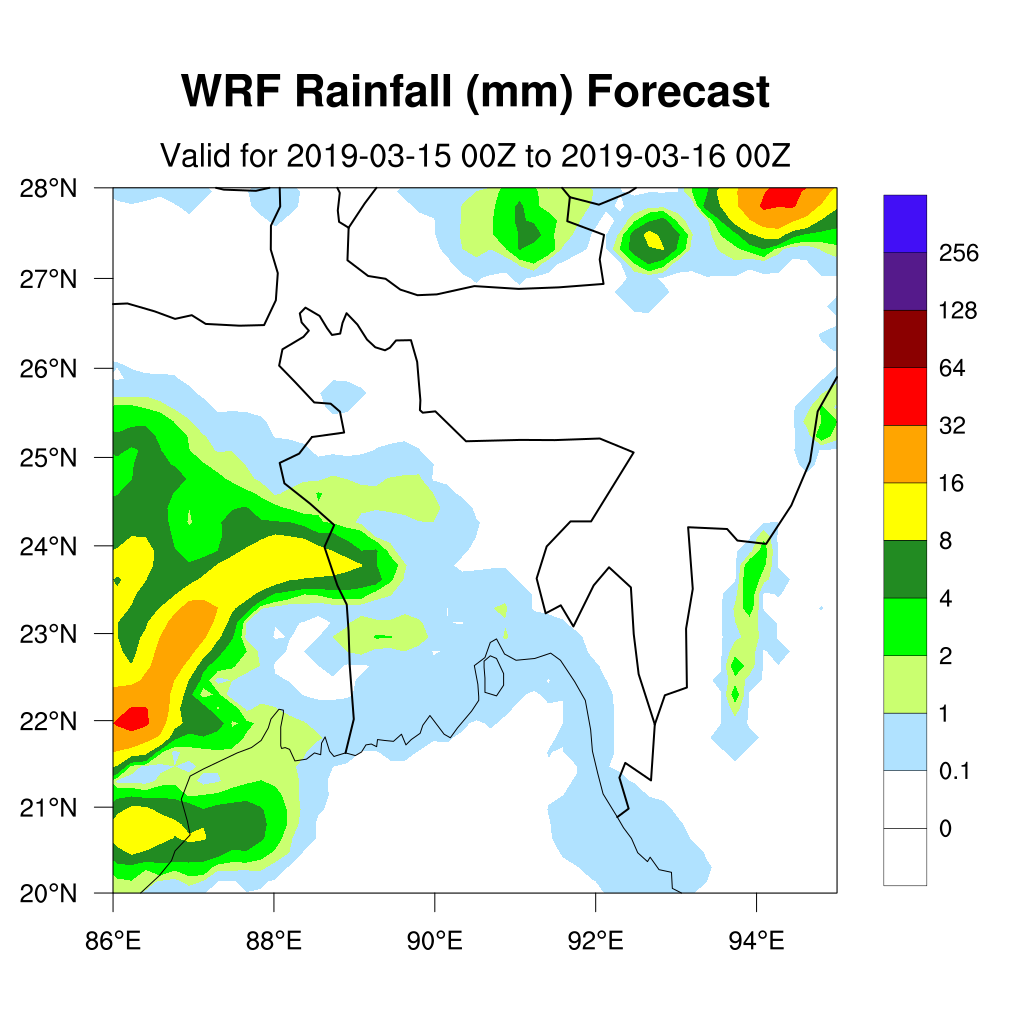 WRF Rainfall (mm) Forecast
Valid for 2019-03-15 00Z to 2019-03-16 00Z
28°N
27°N
26°N
25°N
24°N
23°N
22°N
21°N
20°N
86°E
88°E
90°E
92°E
94°E
256
128
64
32
16
8
4
2
1
0.1
0